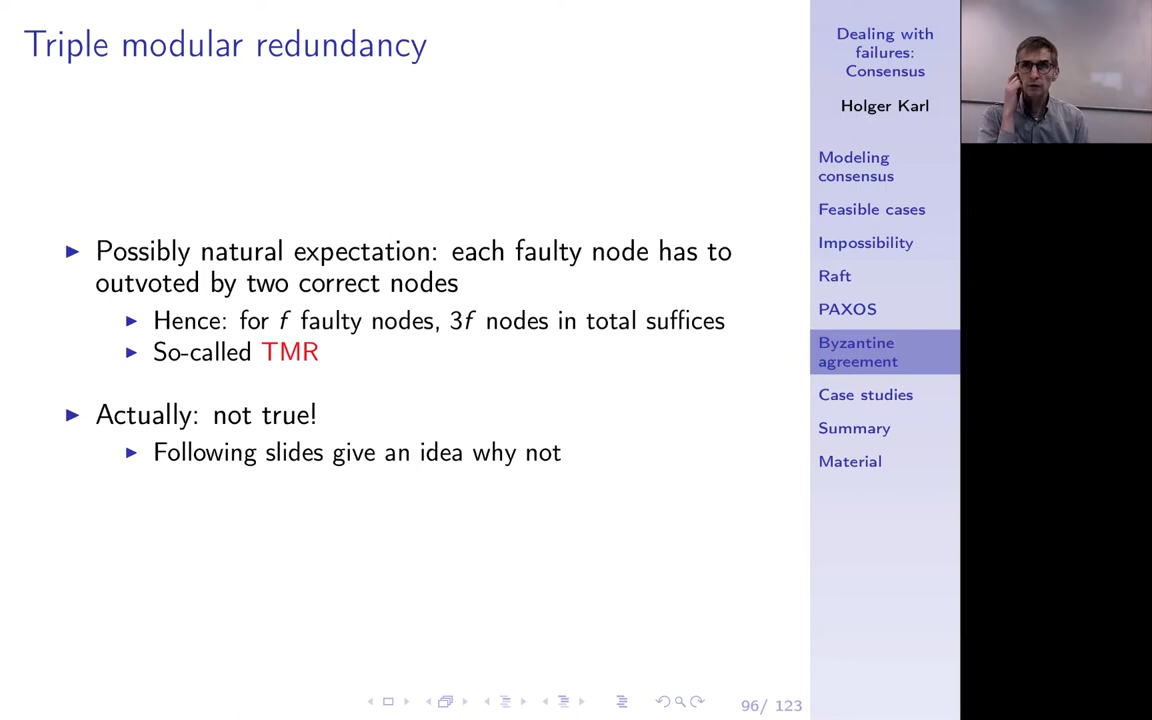 Triple modular redundancy
Possibly natural expectation: each faulty node has to
outvoted by two correct nodes
Hence: for f faulty nodes, 3f nodes in total suffices
So-called TMR
Actually: not true!
Following slides give an idea why not
96/ 123
Dealing with
failures:
Consensus
Holger Karl
Modeling
consensus
Feasible cases
Impossibility
Raft
PAXOS
Byzantine
agreement
Case studies
Summary
Material